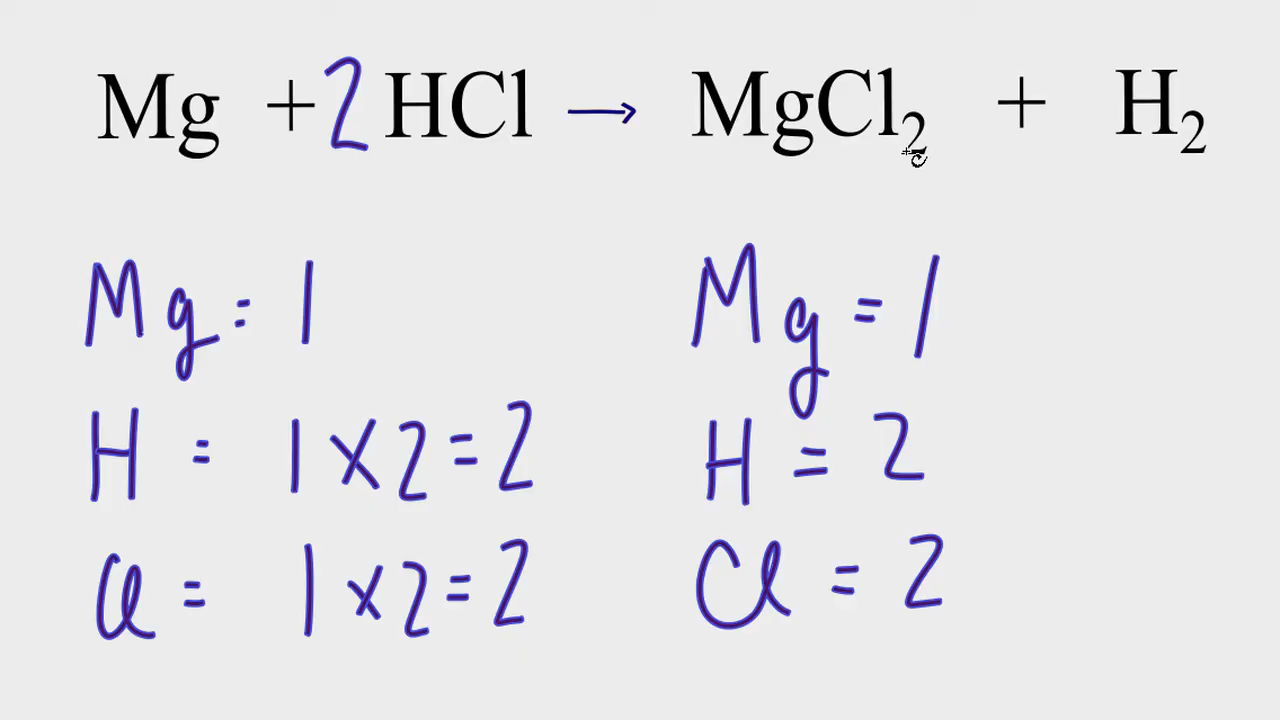 Mg + 2 HCl → MgCl₂ + H₂
Mg = 1 Mg = 1
H = 1 x 2 = 2 H = 2
Cl = 1 x 2 = 2 Cl = 2